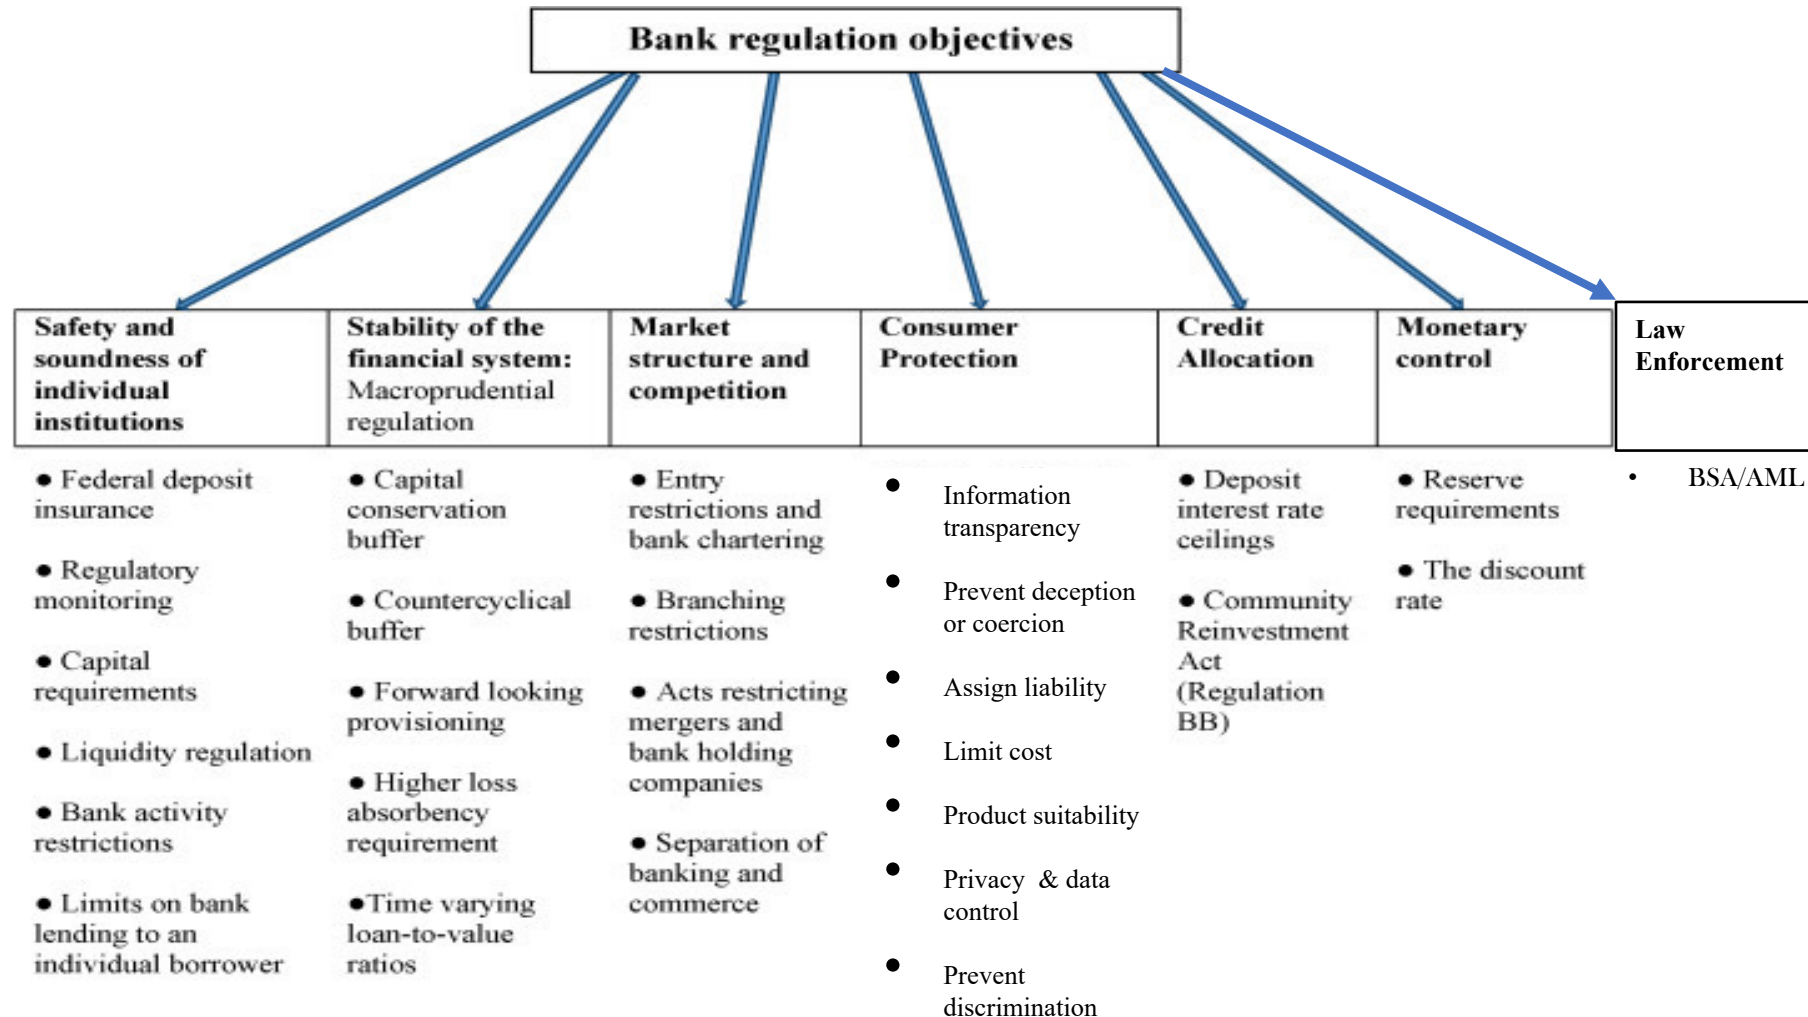 Bank regulation objectives
Safety and
soundness of
individual
institutions
● Federal deposit
insurance
● Regulatory
monitoring
● Capital
requirements
● Liquidity regulation
● Bank activity
restrictions
● Limits on bank
lending to an
individual borrower
Stability of the
financial system:
Macroprudential
regulation
● Capital
conservation
buffer
● Countercyclical
buffer
● Forward looking
provisioning
● Higher loss
absorbency
requirement
●Time varying
loan-to-value
ratios
Market
structure and
competition
● Entry
restrictions and
bank chartering
● Branching
restrictions
● Acts restricting
mergers and
bank holding
companies
● Separation of
banking and
commerce
Consumer
Protection
● Information
transparency
● Prevent deception
or coercion
● Assign liability
● Limit cost
● Product suitability
● Privacy & data
control
● Prevent
discrimination
Credit
Allocation
● Deposit
interest rate
ceilings
● Community
Reinvestment
Act
(Regulation
BB)
Monetary
control
● Reserve
requirements
● The discount
rate
Law
Enforcement
• BSA/AML